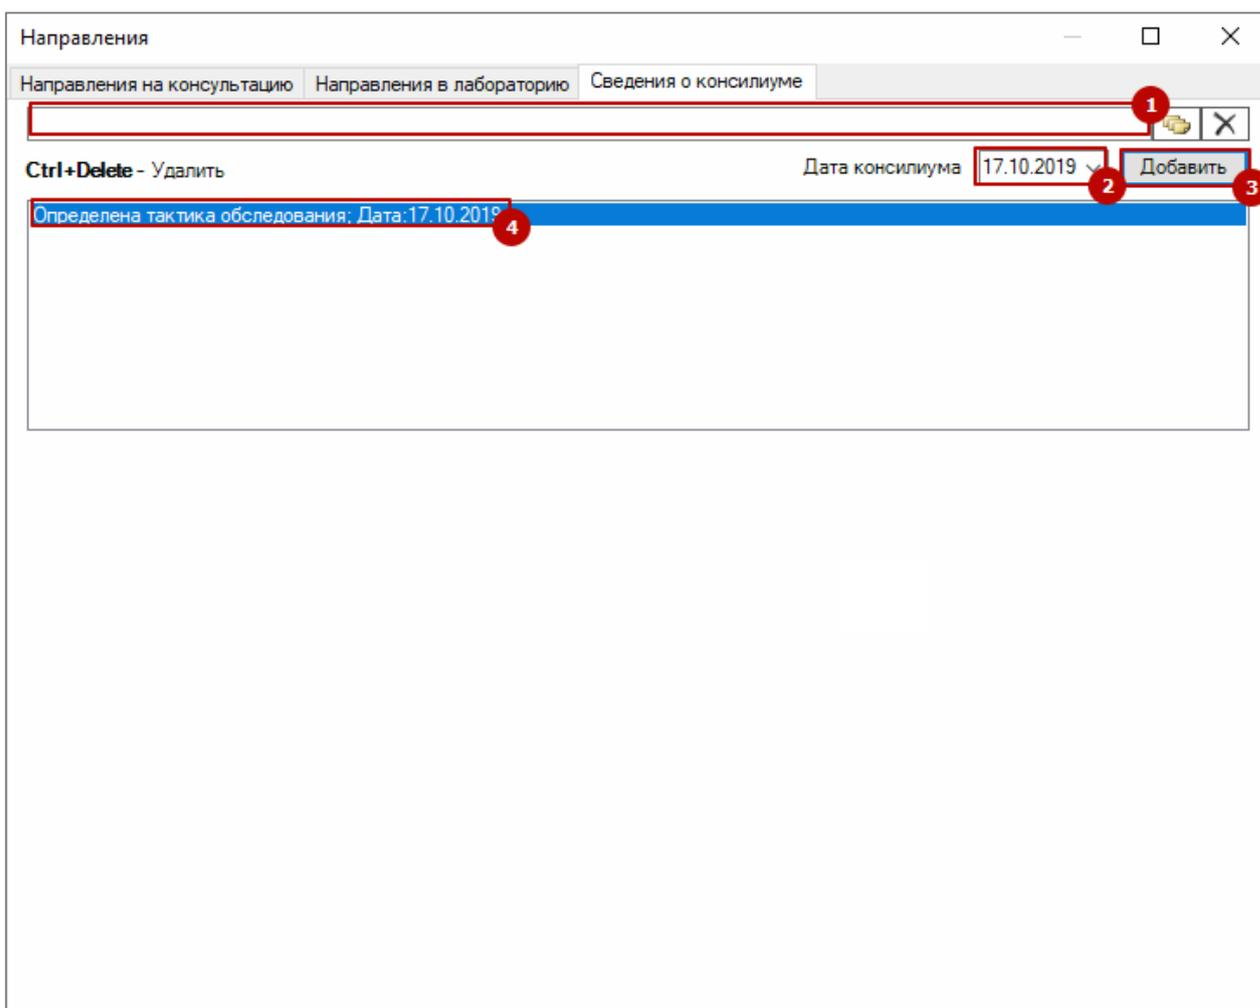 Направления
Направления на консультацию Направления в лабораторию Сведения о консилиуме
1
Ctrl+Delete - Удалить Дата консилиума 17.10.2019 Добавить
2 3
Определена тактика обследования; Дата:17.10.2019
4